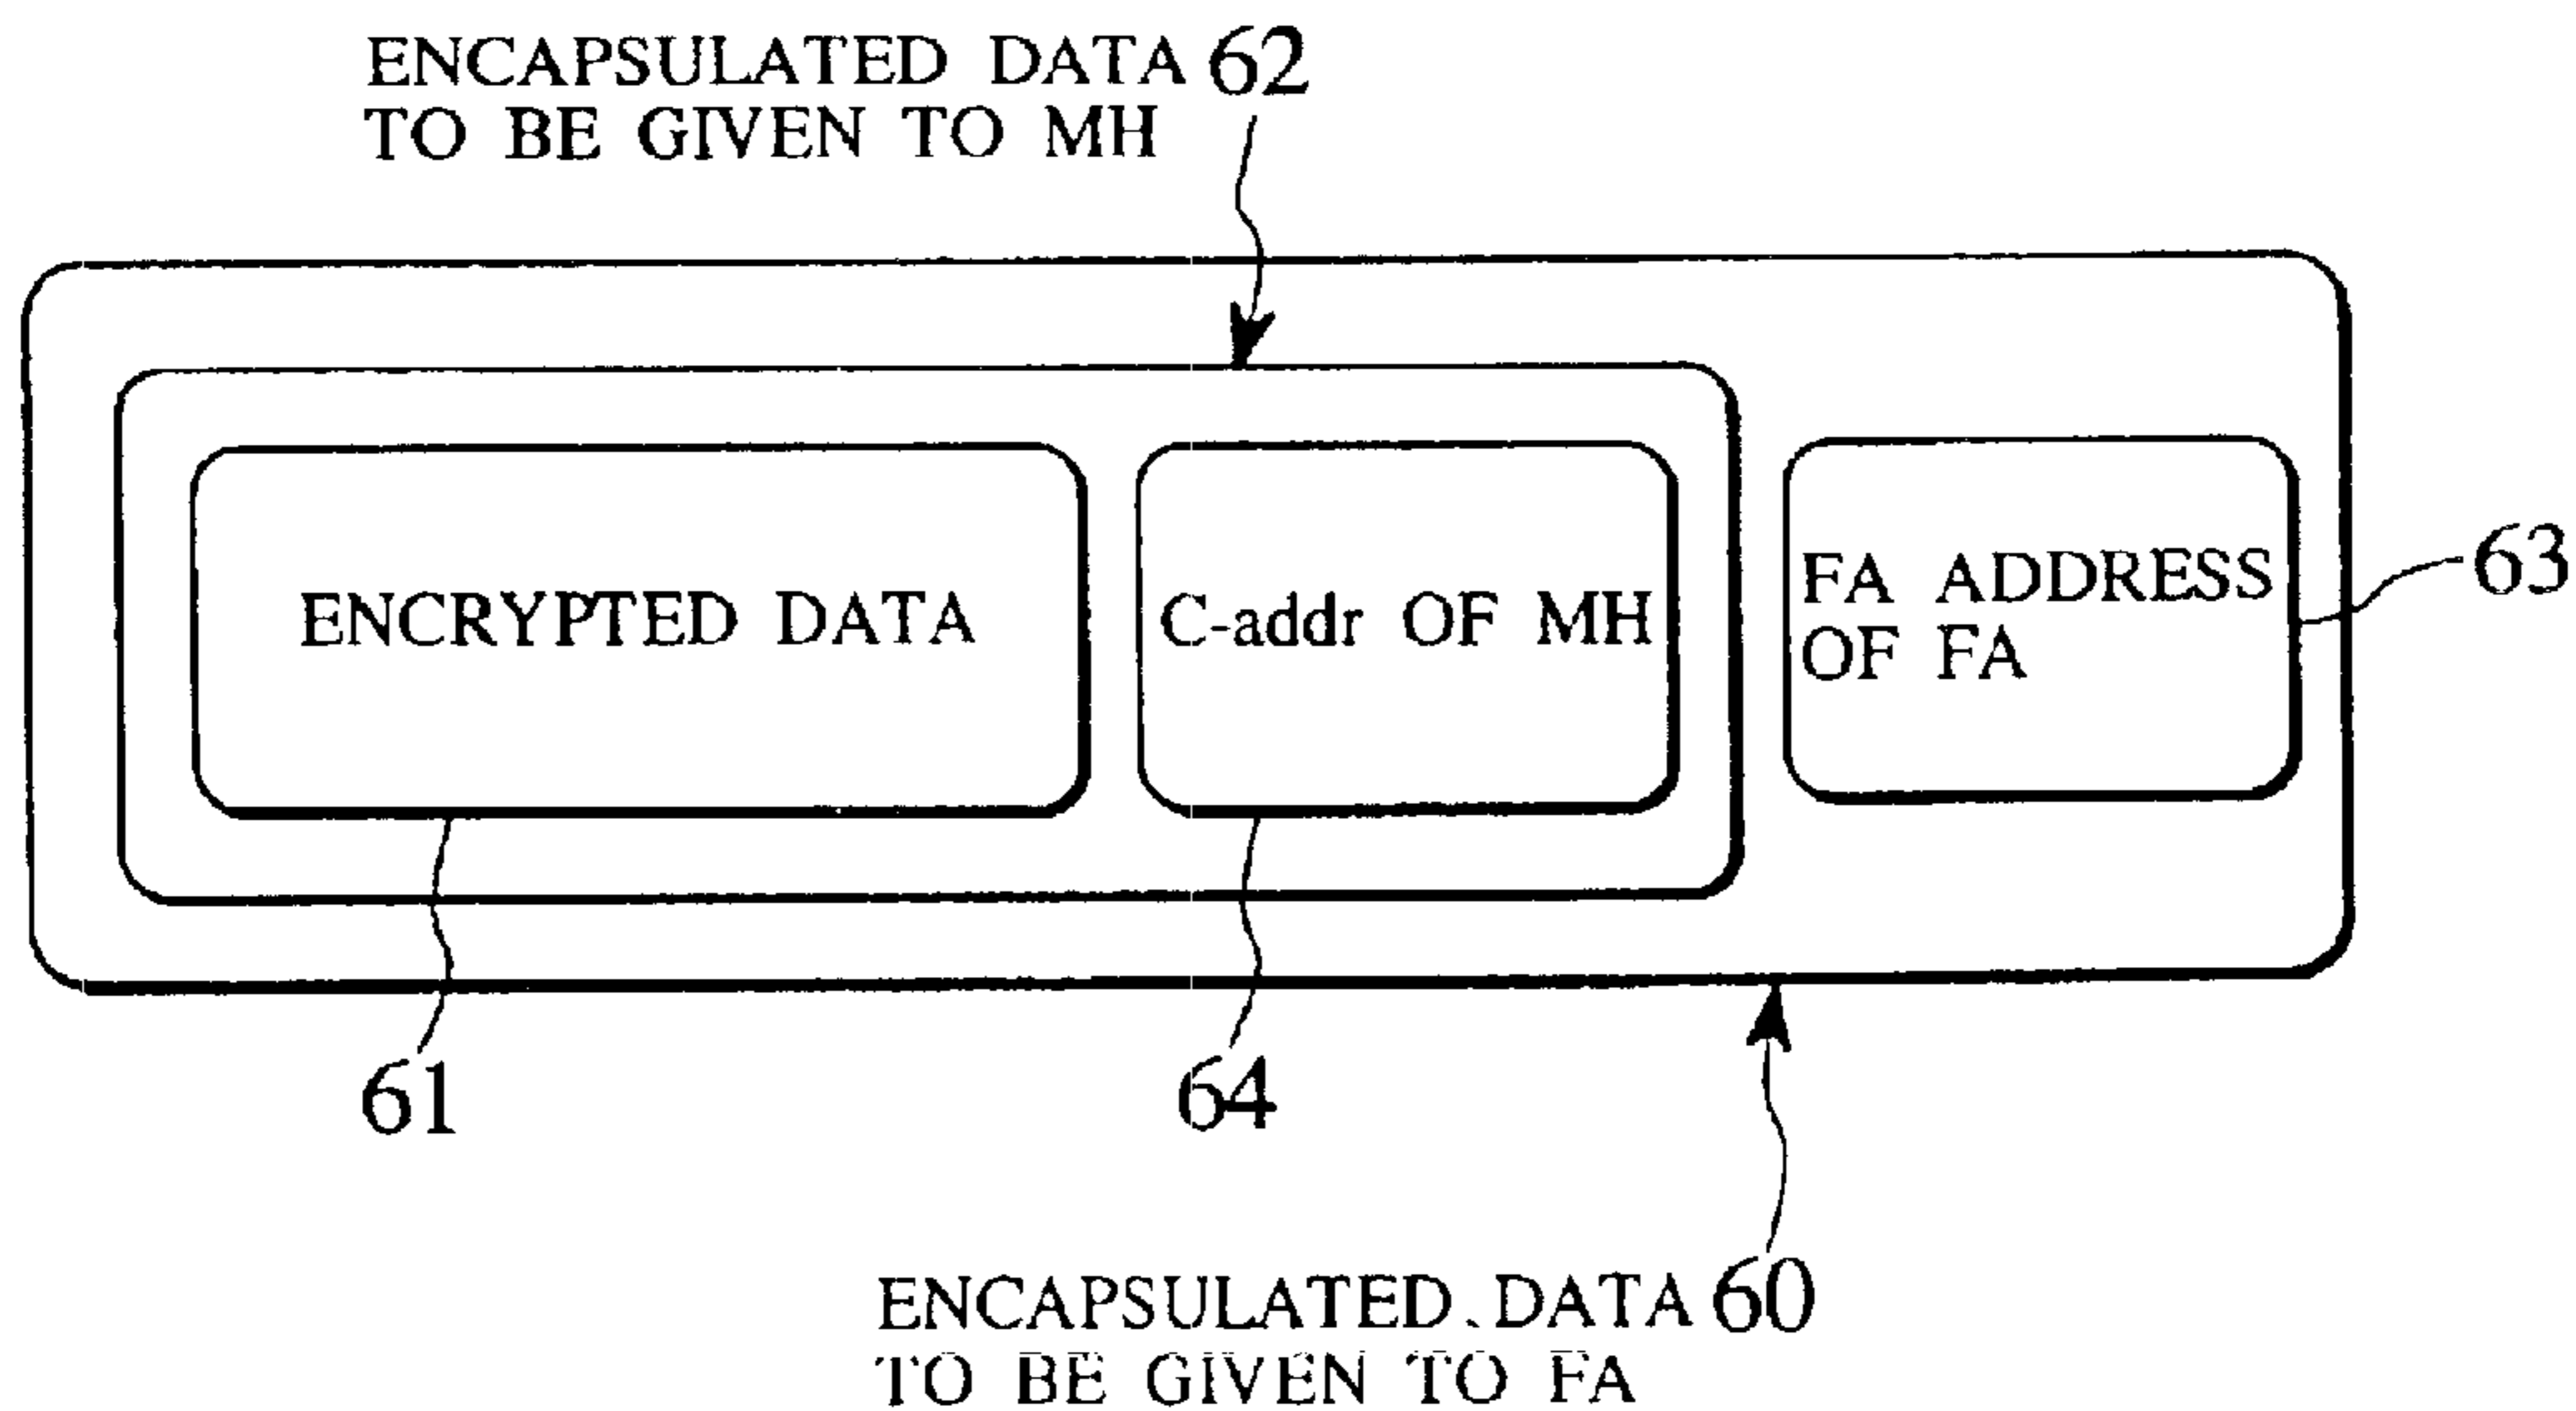 ENCAPSULATED DATA 62
TO BE GIVEN TO MH
ENCRYPTED DATA
C-addr OF MH
FA ADDRESS
OF FA
63
61
64
ENCAPSULATED DATA 60
TO BE GIVEN TO FA